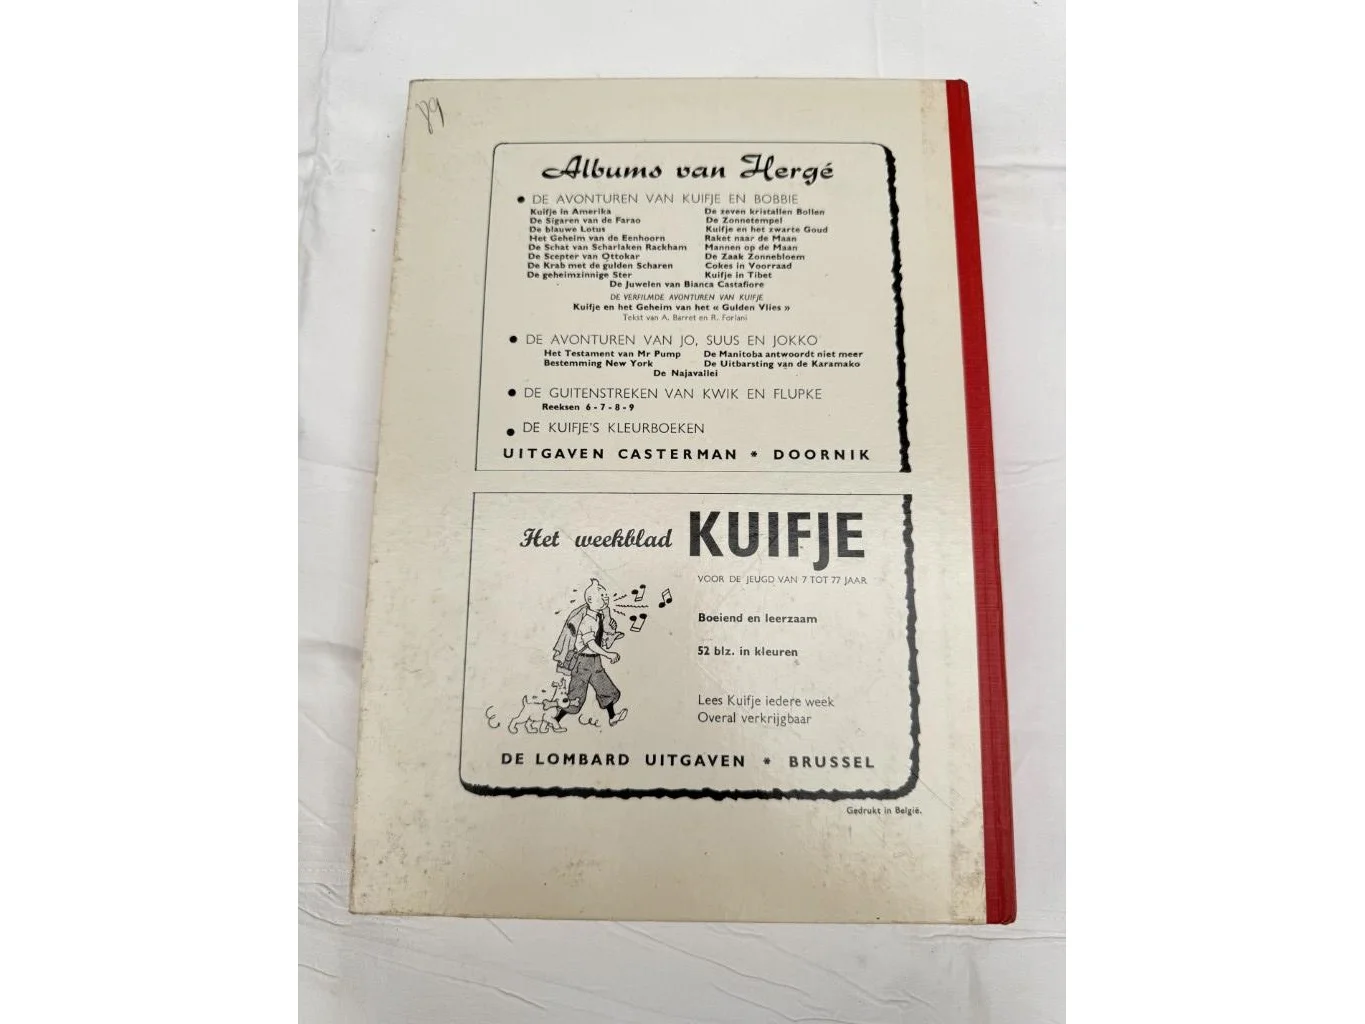 89
Albums van Hergé
• DE AVONTUREN VAN KUIFJE EN BOBBIE
Kuifje in Amerika
De Sigaren van de Farao
De blauwe Lotus
Het Geheim van de Eenhoorn
De Schat van Scharlaken Rackham
De Scepter van Ottokar
De Krab met de gulden Scharen
De geheimzinnige Ster
De zeven kristallen Bollen
De Zonnetempel
Kuifje en het zwarte Goud
Raket naar de Maan
Mannen op de Maan
De Zaak Zonnebloem
Cokes in Voorraad
Kuifje in Tibet
De Juwelen van Bianca Castafiore
DE VERFILMDE AVONTUREN VAN KUIFJE
Kuifje en het Geheim van het « Gulden Vlies »
Tekst van A. Barret en R. Forlani
• DE AVONTUREN VAN JO, SUUS EN JOKKO
Het Testament van Mr Pump
Bestemming New York
De Manitoba antwoordt niet meer
De Uitbarsting van de Karamako
De Najavallei
• DE GUITENSTREKEN VAN KWIK EN FLUPKE
Reeksen 6 - 7 - 8 - 9
• DE KUIFJE'S KLEURBOEKEN
UITGAVEN CASTERMAN * DOORNIK
Het weekblad KUIFJE
VOOR DE JEUGD VAN 7 TOT 77 JAAR
Boeiend en leerzaam
52 blz. in kleuren
Lees Kuifje iedere week
Overal verkrijgbaar
DE LOMBARD UITGAVEN * BRUSSEL
Gedrukt in België.